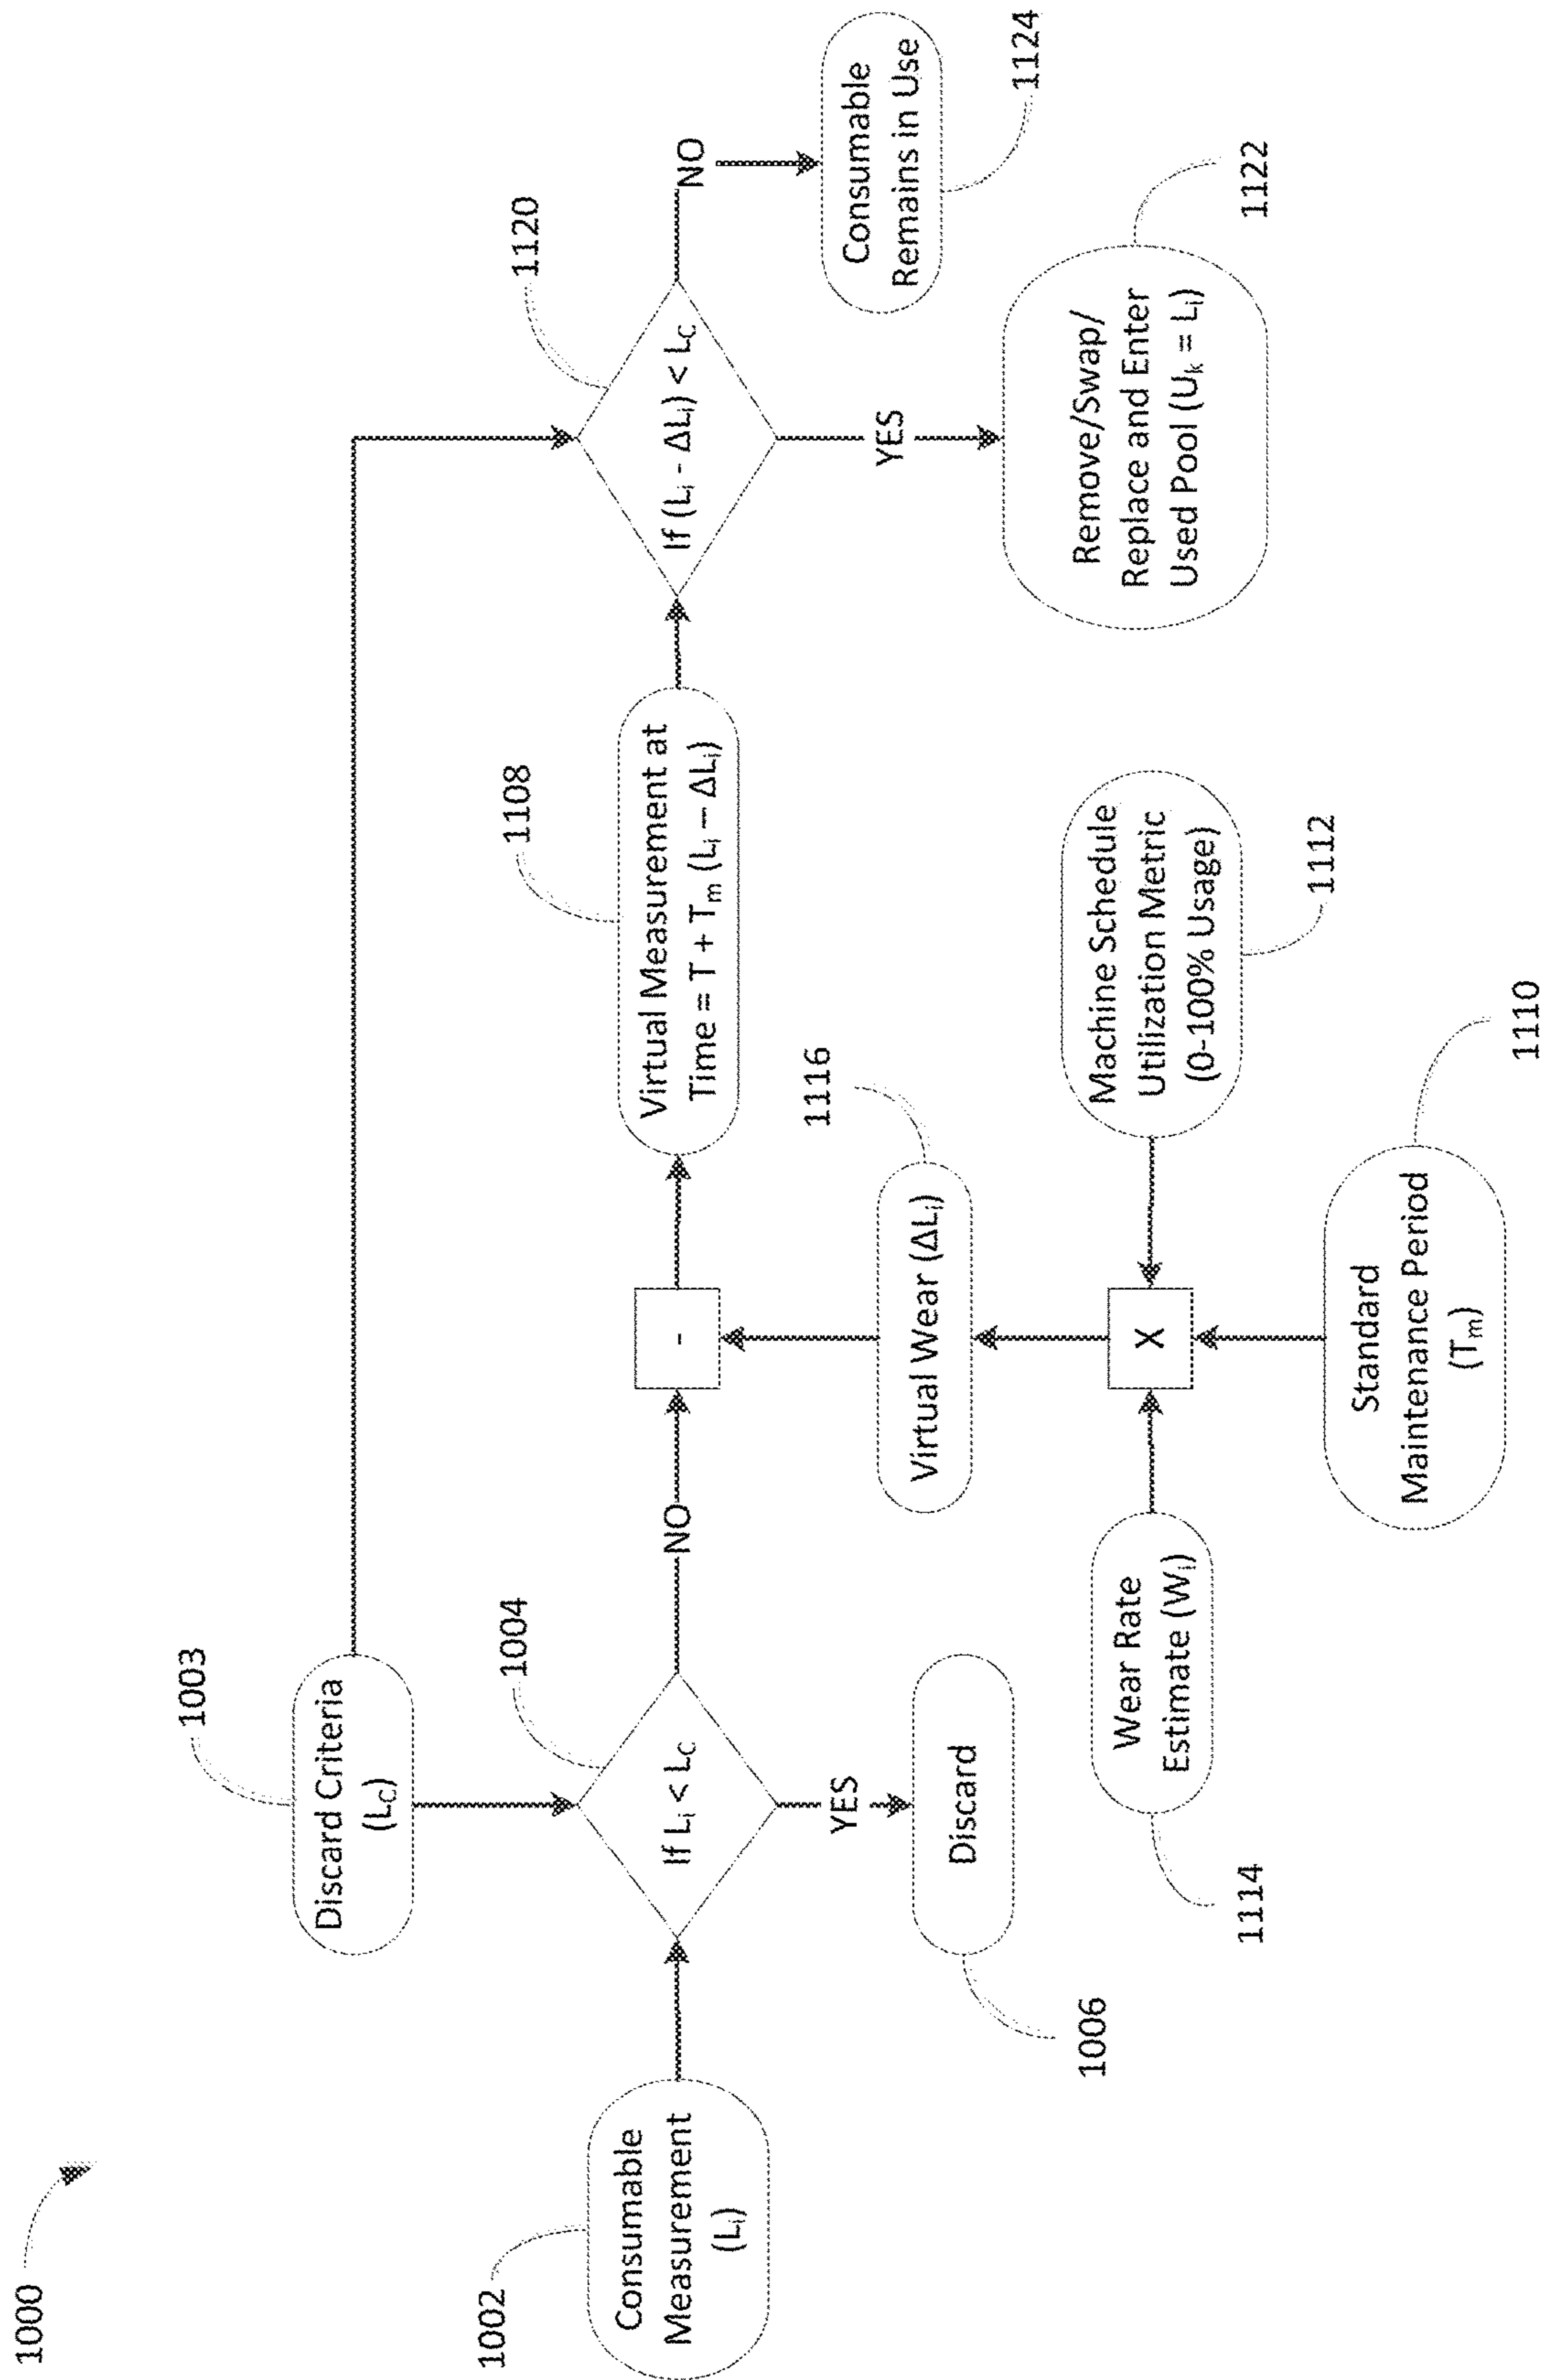 1000
1003
Discard Criteria
(L꜀)
1002
Consumable
Measurement
(Lᵢ)
1004
If Lᵢ < L꜀
NO
YES
Discard
1006
-
1108
Virtual Measurement at
Time = T + Tₘ (Lᵢ – ΔLᵢ)
1120
If (Lᵢ - ΔLᵢ) < L꜀
NO
Consumable
Remains in Use
1124
YES
Remove/Swap/
Replace and Enter
Used Pool (Uₖ = Lᵢ)
1122
1116
Virtual Wear (ΔLᵢ)
Wear Rate
Estimate (Wᵢ)
1114
X
Machine Schedule
Utilization Metric
(0-100% Usage)
1112
Standard
Maintenance Period
(Tₘ)
1110